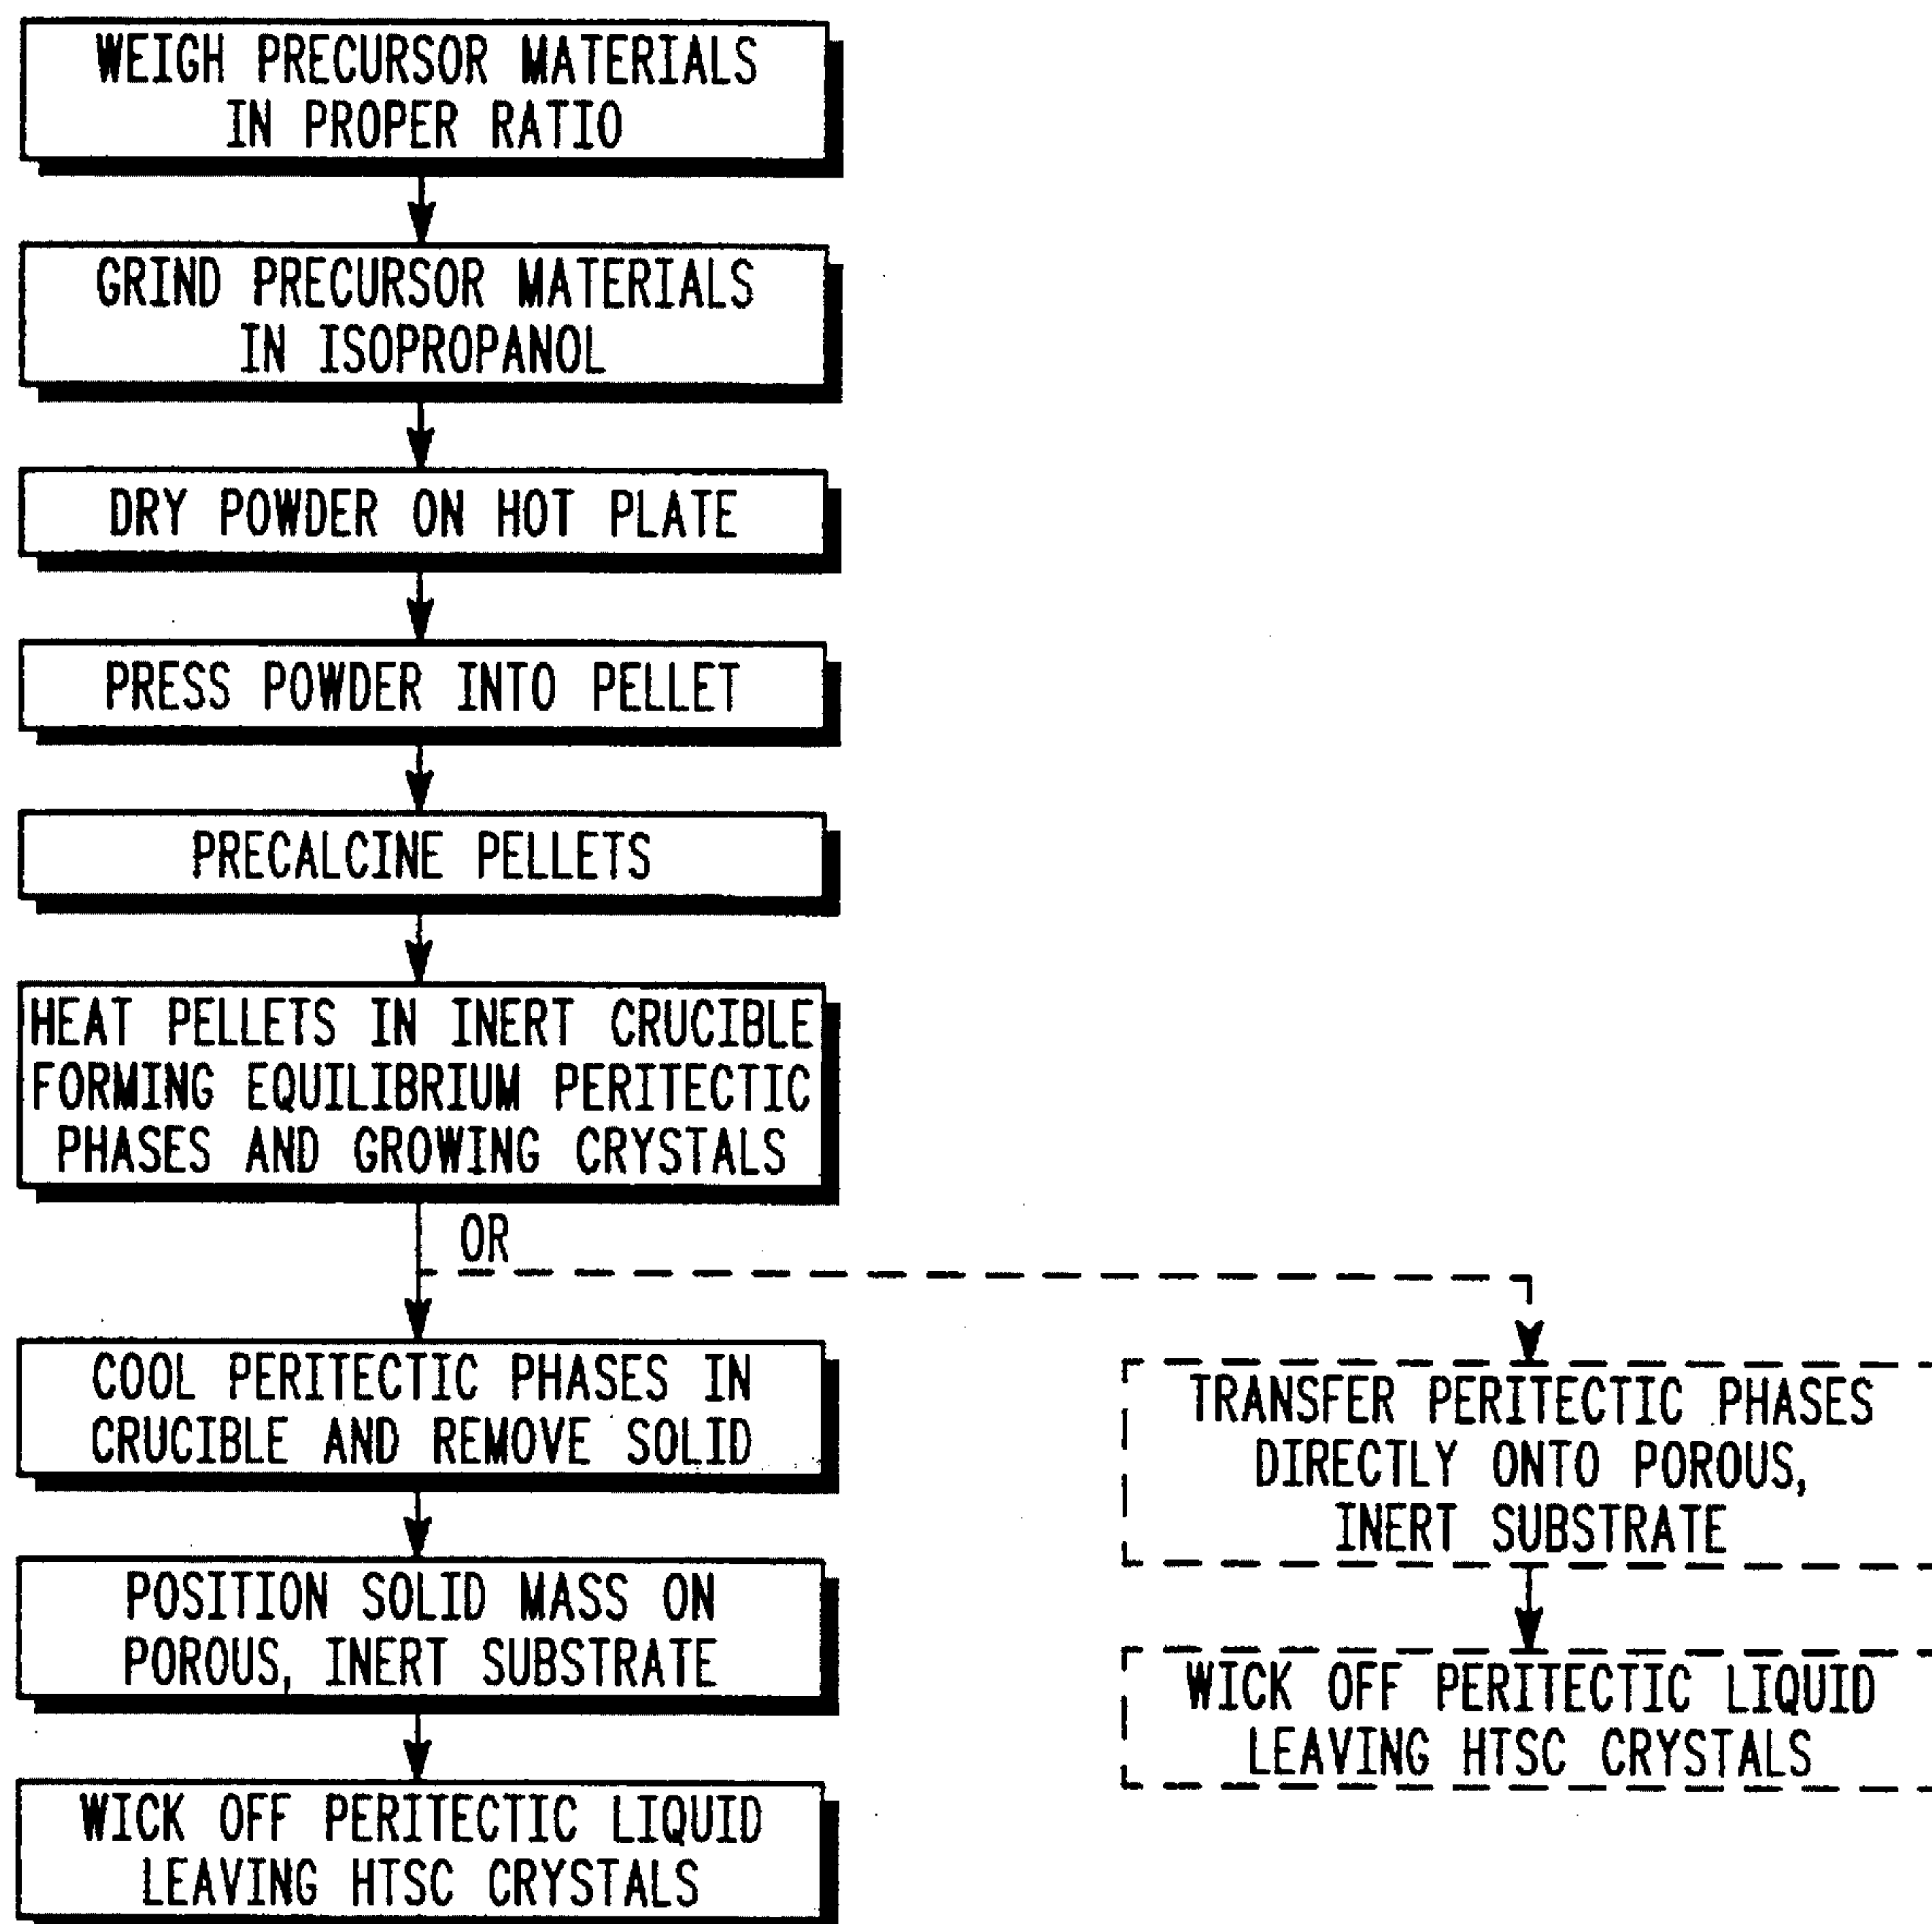 WEIGH PRECURSOR MATERIALS
IN PROPER RATIO
GRIND PRECURSOR MATERIALS
IN ISOPROPANOL
DRY POWDER ON HOT PLATE
PRESS POWDER INTO PELLET
PRECALCINE PELLETS
HEAT PELLETS IN INERT CRUCIBLE
FORMING EQUILIBRIUM PERITECTIC
PHASES AND GROWING CRYSTALS
OR
COOL PERITECTIC PHASES IN
CRUCIBLE AND REMOVE SOLID
POSITION SOLID MASS ON
POROUS, INERT SUBSTRATE
WICK OFF PERITECTIC LIQUID
LEAVING HTSC CRYSTALS
TRANSFER PERITECTIC PHASES
DIRECTLY ONTO POROUS,
INERT SUBSTRATE
WICK OFF PERITECTIC LIQUID
LEAVING HTSC CRYSTALS